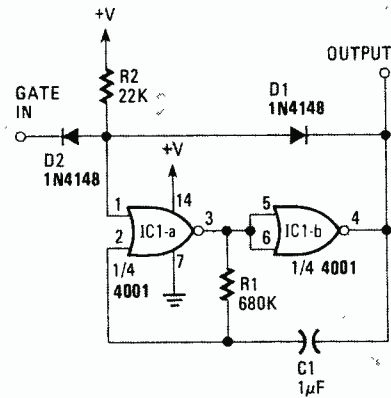 +V
OUTPUT
R2
22K
GATE
IN
D1
1N4148
D2
1N4148
+V
1
14
2
IC1-a
3
7
1/4
4001
5
6
IC1-b
4
1/4 4001
R1
680K
C1
1µF